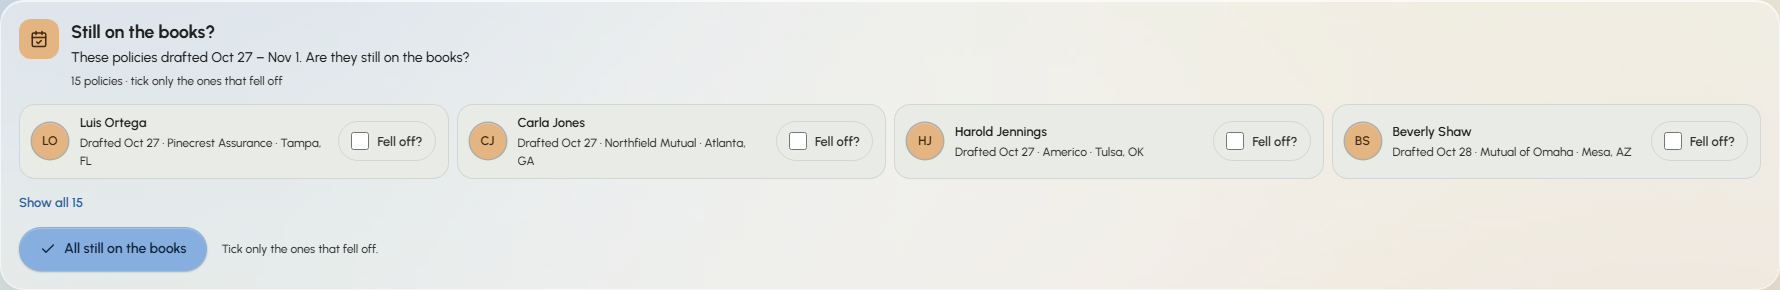 Still on the books?
These policies drafted Oct 27 – Nov 1. Are they still on the books?
15 policies · tick only the ones that fell off
LO
Luis Ortega
Drafted Oct 27 · Pinecrest Assurance · Tampa,
FL
Fell off?
CJ
Carla Jones
Drafted Oct 27 · Northfield Mutual · Atlanta,
GA
Fell off?
HJ
Harold Jennings
Drafted Oct 27 · Americo · Tulsa, OK
Fell off?
BS
Beverly Shaw
Drafted Oct 28 · Mutual of Omaha · Mesa, AZ
Fell off?
Show all 15
All still on the books
Tick only the ones that fell off.